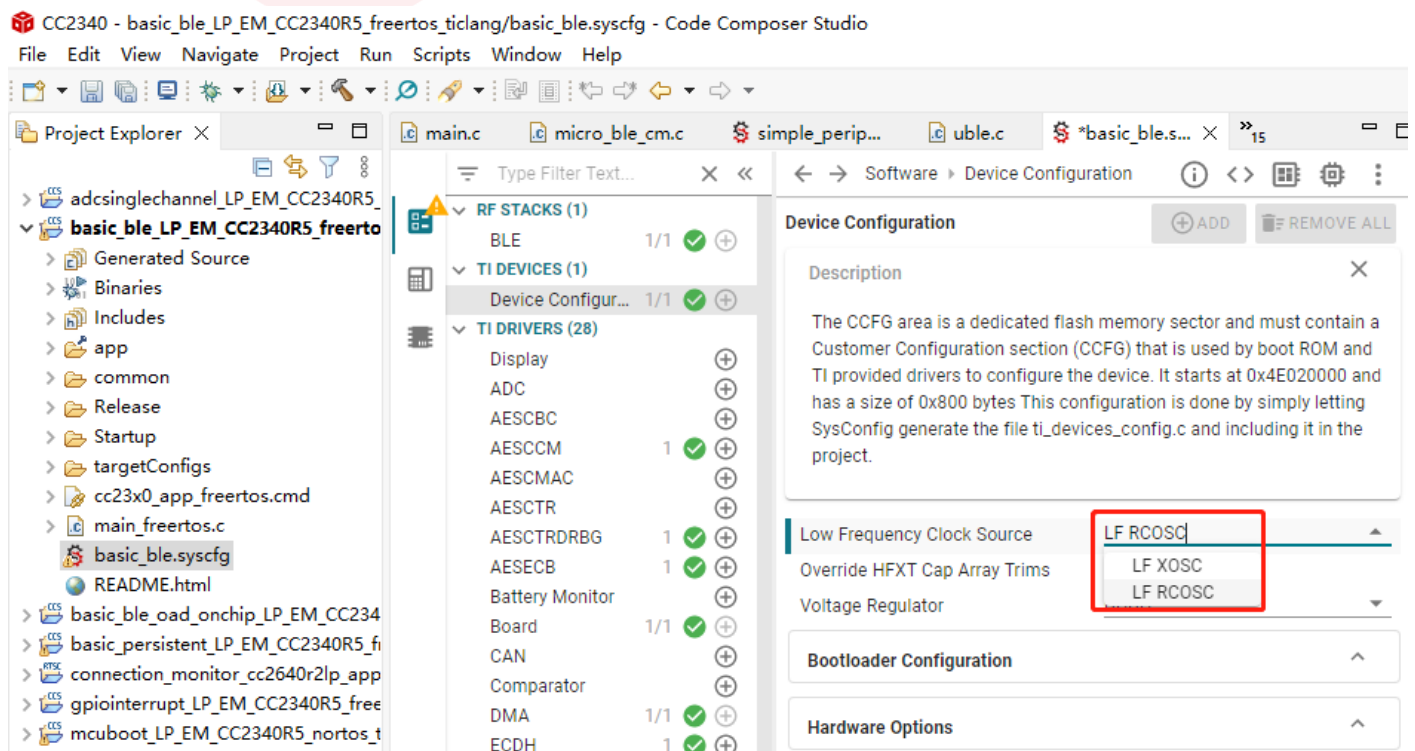 CC2340 - basic_ble_LP_EM_CC2340R5_freertos_ticlang/basic_ble.syscfg - Code Composer Studio
File Edit View Navigate Project Run Scripts Window Help
Project Explorer
main.c
micro_ble_cm.c
simple_perip...
uble.c
*basic_ble.s...
15
adcsinglechannel_LP_EM_CC2340R5_
basic_ble_LP_EM_CC2340R5_freerto
Generated Source
Binaries
Includes
app
common
Release
Startup
targetConfigs
cc23x0_app_freertos.cmd
main_freertos.c
basic_ble.syscfg
README.html
basic_ble_oad_onchip_LP_EM_CC234
basic_persistent_LP_EM_CC2340R5_f
connection_monitor_cc2640r2lp_app
gpiointerrupt_LP_EM_CC2340R5_free
mcuboot_LP_EM_CC2340R5_nortos_t
Type Filter Text...
RF STACKS (1)
BLE 1/1
TI DEVICES (1)
Device Configur... 1/1
TI DRIVERS (28)
Display
ADC
AESCBC
AESCCM 1
AESCMAC
AESCTR
AESCTRDRBG 1
AESECB 1
Battery Monitor
Board 1/1
CAN
Comparator
DMA 1/1
ECDH 1
Software Device Configuration
Device Configuration
ADD
REMOVE ALL
Description
The CCFG area is a dedicated flash memory sector and must contain a
Customer Configuration section (CCFG) that is used by boot ROM and
TI provided drivers to configure the device. It starts at 0x4E020000 and
has a size of 0x800 bytes This configuration is done by simply letting
SysConfig generate the file ti_devices_config.c and including it in the
project.
Low Frequency Clock Source LF RCOSC
LF XOSC
LF RCOSC
Override HFXT Cap Array Trims
Voltage Regulator
Bootloader Configuration
Hardware Options